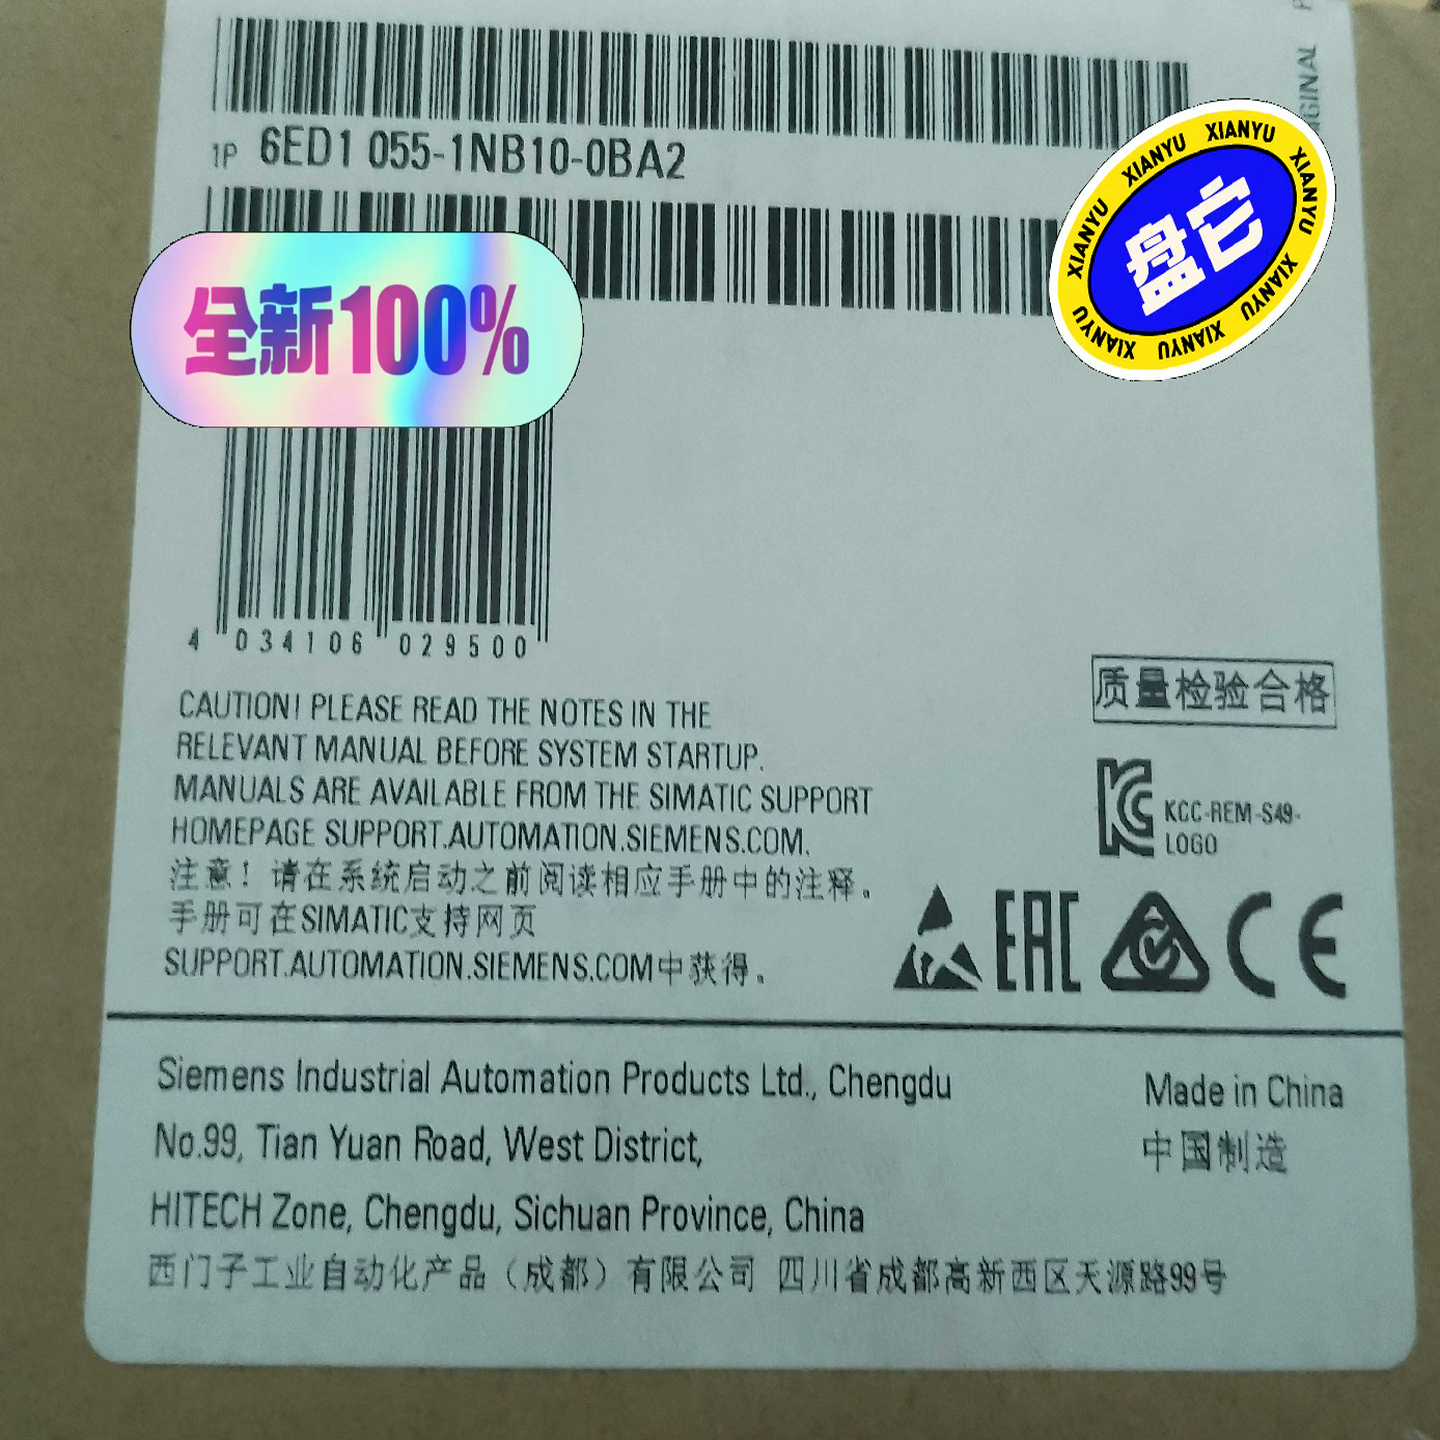 ORIGINAL
1P 6ED1 055-1NB10-0BA2
XIANYU XIANYU XIANYU XIANYU XIANYU XIANYU XIANYU XIANYU
盘它
全新100%
4 034106 029500
CAUTION! PLEASE READ THE NOTES IN THE
RELEVANT MANUAL BEFORE SYSTEM STARTUP.
MANUALS ARE AVAILABLE FROM THE SIMATIC SUPPORT
HOMEPAGE SUPPORT.AUTOMATION.SIEMENS.COM.
注意！请在系统启动之前阅读相应手册中的注释。
手册可在SIMATIC支持网页
SUPPORT.AUTOMATION.SIEMENS.COM中获得。
质量检验合格
KCC-REM-S49-
LOGO
EAC
CE
Siemens Industrial Automation Products Ltd., Chengdu
No.99, Tian Yuan Road, West District,
HITECH Zone, Chengdu, Sichuan Province, China
Made in China
中国制造
西门子工业自动化产品（成都）有限公司 四川省成都高新西区天源路99号